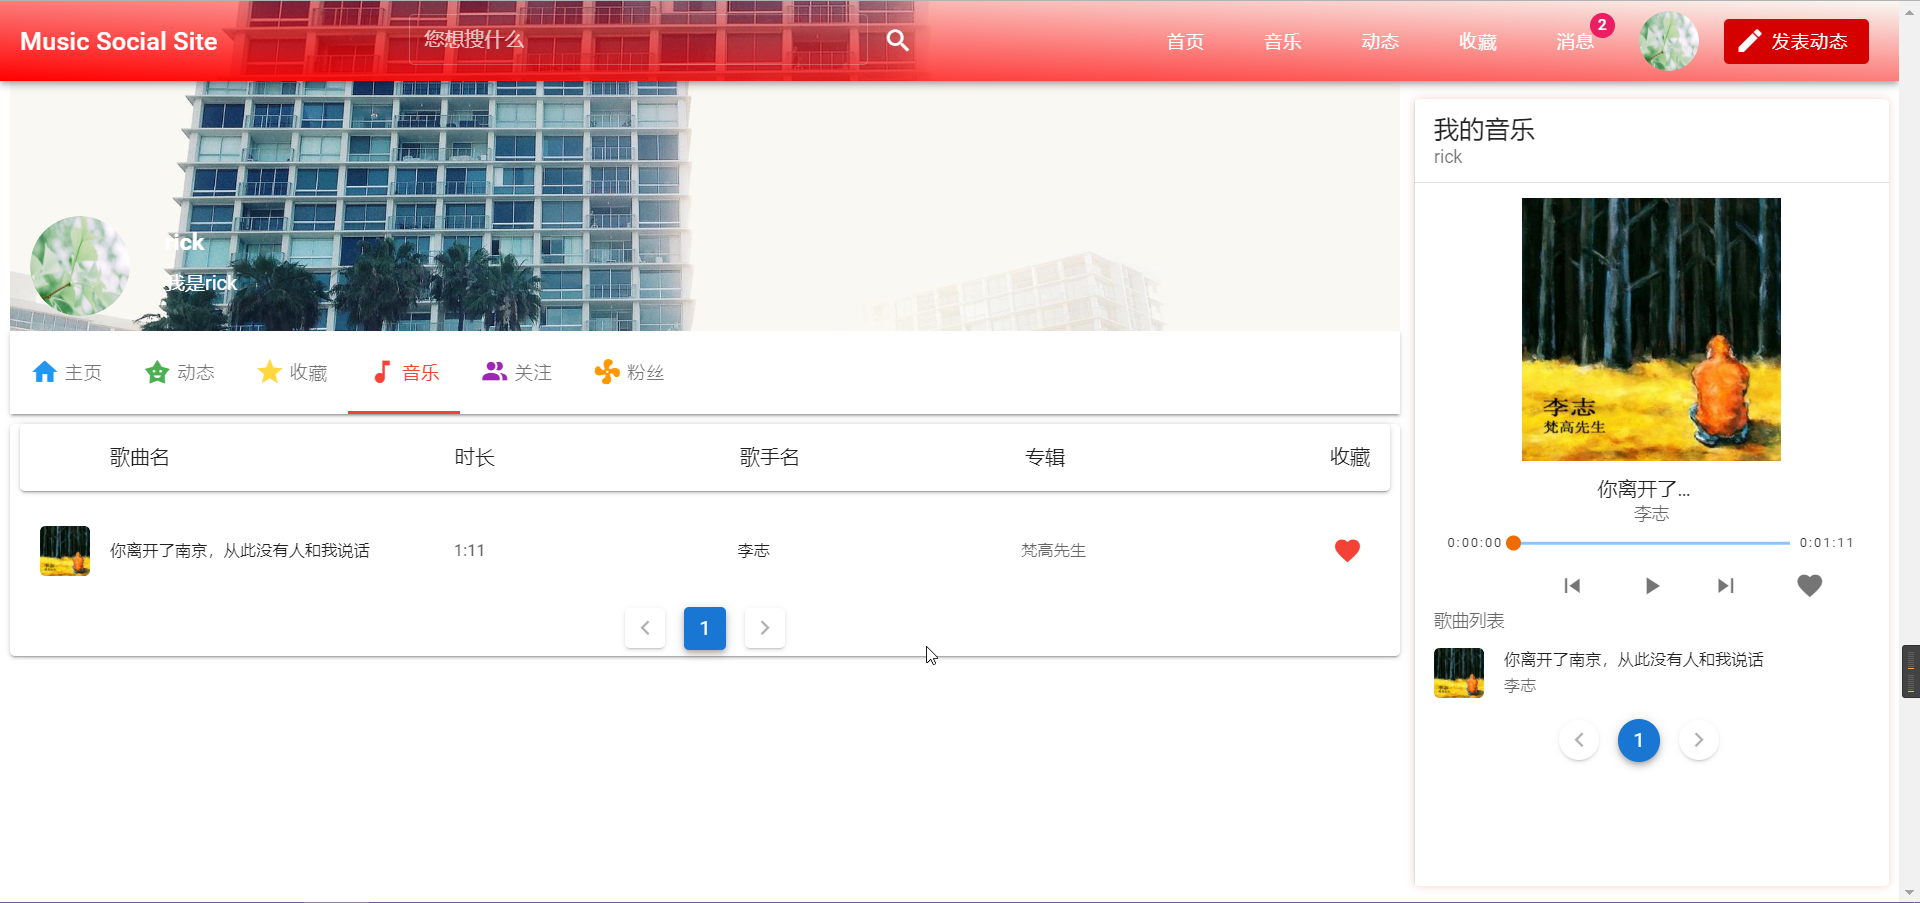 Music Social Site
您想搜什么
首页
音乐
动态
收藏
消息
2
发表动态
rick
我是rick
主页
动态
收藏
音乐
关注
粉丝
歌曲名
时长
歌手名
专辑
收藏
你离开了南京，从此没有人和我说话
1:11
李志
梵高先生
1
我的音乐
rick
李志
梵高先生
你离开了...
李志
0:00:00
0:01:11
歌曲列表
你离开了南京，从此没有人和我说话
李志
1